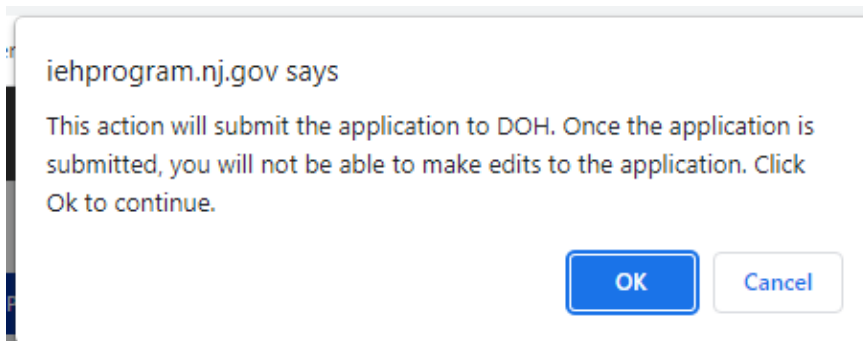 iehprogram.nj.gov says
This action will submit the application to DOH. Once the application is
submitted, you will not be able to make edits to the application. Click
Ok to continue.
OK Cancel